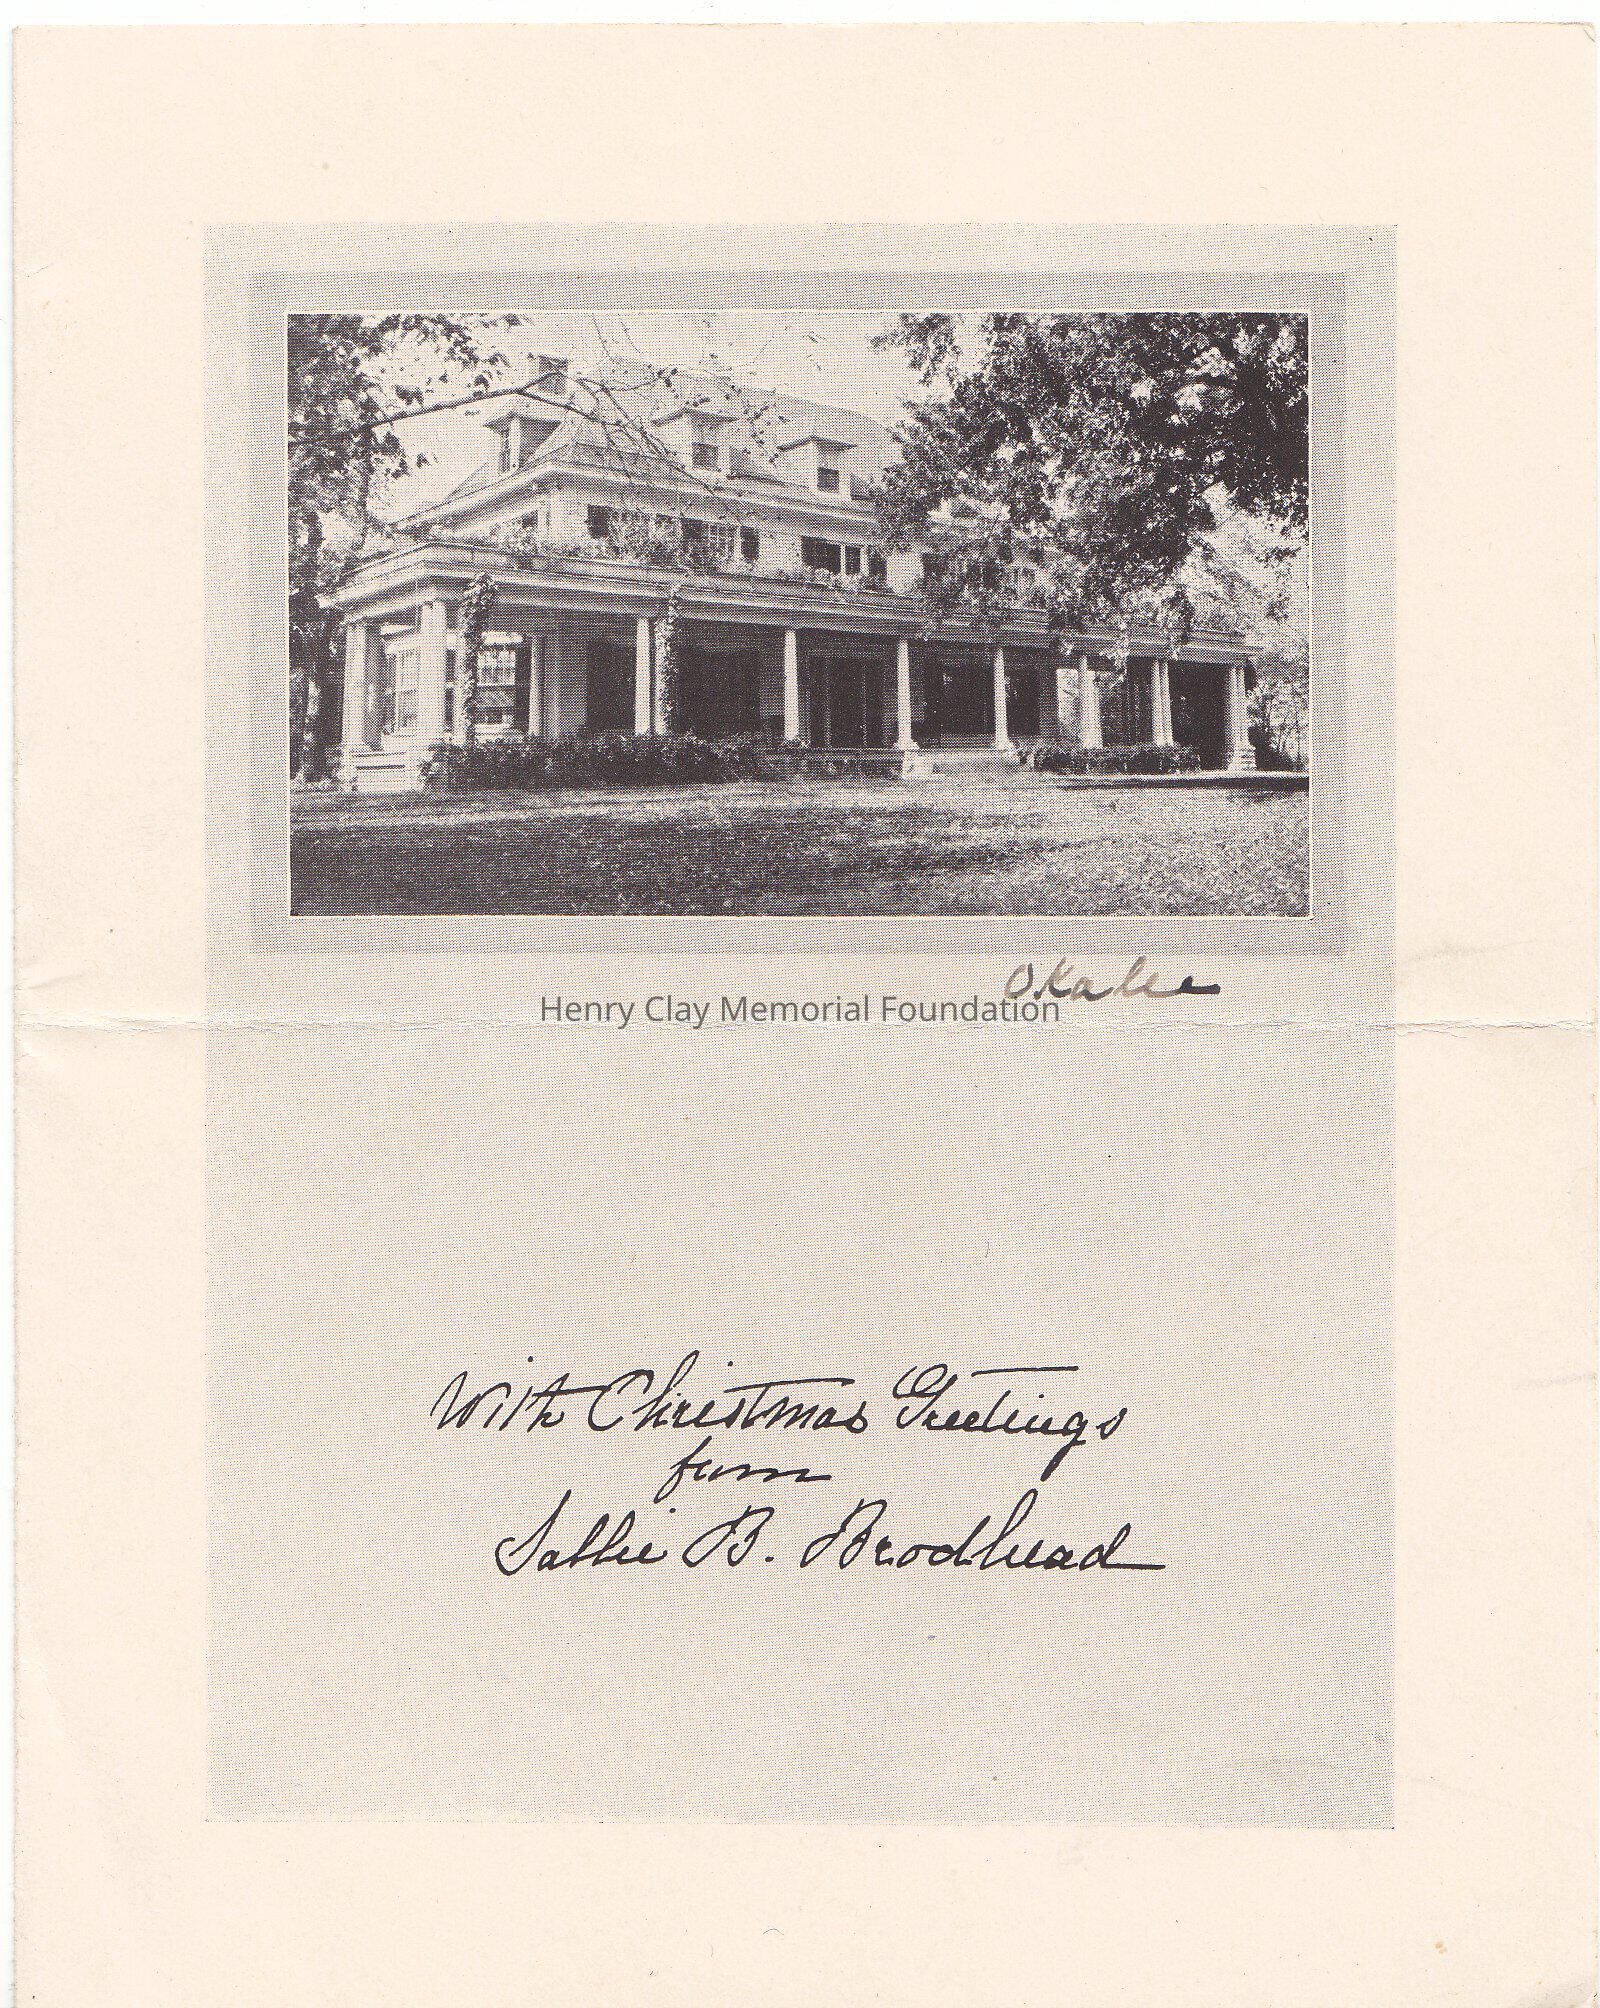 Okalee
Henry Clay Memorial Foundation
With Christmas Greetings
from
Sallie B. Brodhead